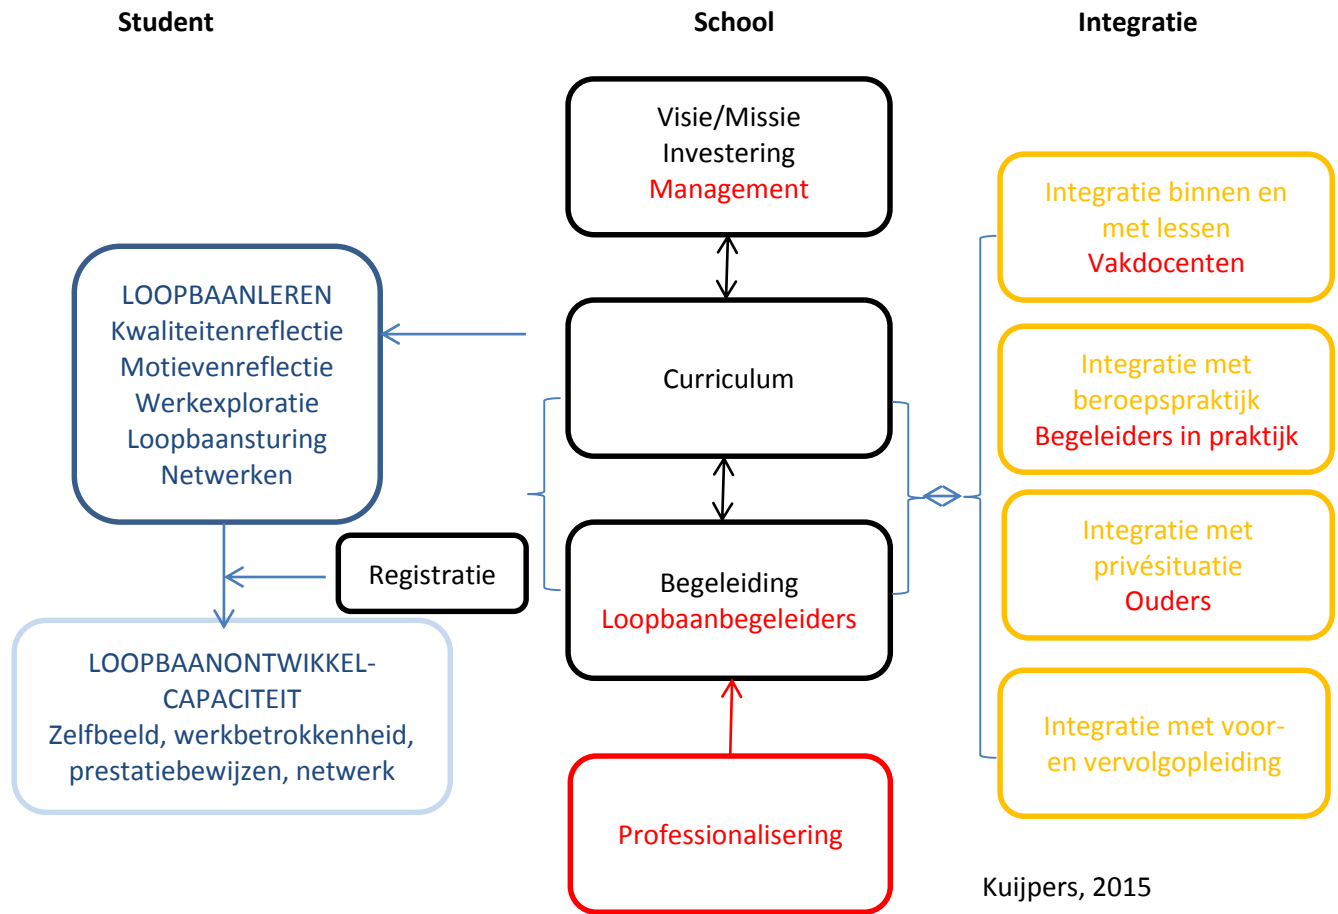 Student
School
Integratie
Visie/Missie
Investering
Management
LOOPBAANLEREN
Kwaliteitenreflectie
Motievenreflectie
Werkexploratie
Loopbaansturing
Netwerken
Curriculum
Registratie
Begeleiding
Loopbaanbegeleiders
LOOPBAANONTWIKKEL-
CAPACITEIT
Zelfbeeld, werkbetrokkenheid,
prestatiebewijzen, netwerk
Professionalisering
Integratie binnen en
met lessen
Vakdocenten
Integratie met
beroepspraktijk
Begeleiders in praktijk
Integratie met
privésituatie
Ouders
Integratie met voor-
en vervolgopleiding
Kuijpers, 2015